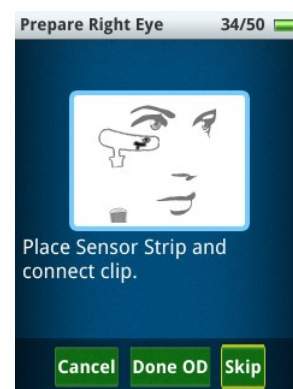 Prepare Right Eye 34/50
Place Sensor Strip and
connect clip.
Cancel Done OD Skip